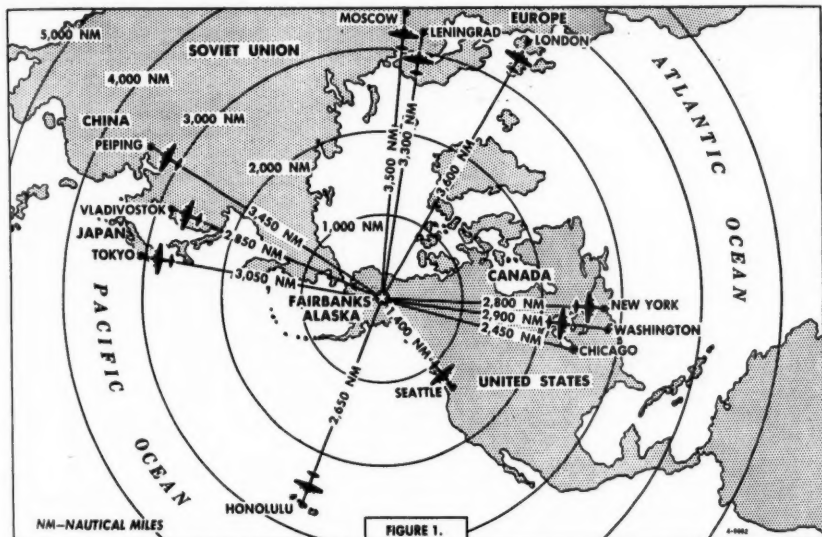 MOSCOW
EUROPE
5,000 NM
SOVIET UNION
LENINGRAD
LONDON
4,000 NM
ATLANTIC OCEAN
CHINA
3,000 NM
PEIPING
2,000 NM
3,500 NM
3,300 NM
3,600 NM
VLADIVOSTOK
3,450 NM
1,000 NM
JAPAN
2,850 NM
TOKYO
3,050 NM
CANADA
FAIRBANKS
ALASKA
2,800 NM
NEW YORK
2,900 NM
WASHINGTON
2,450 NM
CHICAGO
1,400 NM
PACIFIC OCEAN
2,650 NM
SEATTLE
UNITED STATES
HONOLULU
NM—NAUTICAL MILES
FIGURE 1.